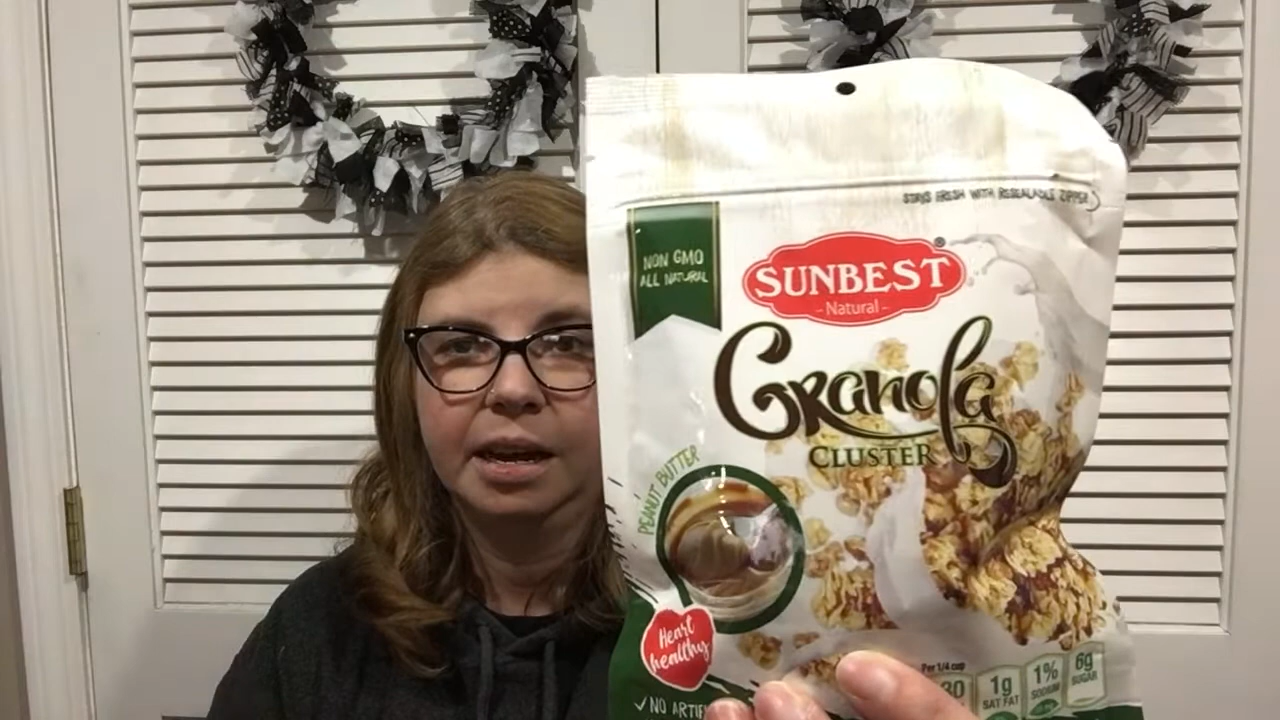 STAYS FRESH WITH RESEALABLE ZIPPER
NON GMO
ALL NATURAL
SUNBEST®
- Natural -
GRanola
CLUSTER
PEANUT BUTTER
Heart
healthy
Per 1/4 cup
30
1g
SAT FAT
1%
SODIUM
6g
SUGAR
✓ NO ARTIFI